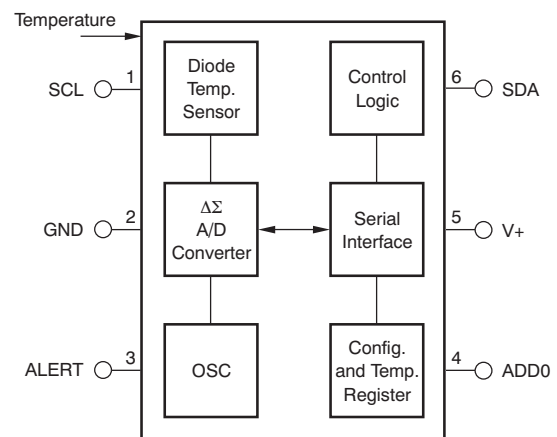 Temperature
SCL
1
Diode
Temp.
Sensor
Control
Logic
6
SDA
GND
2
ΔΣ
A/D
Converter
Serial
Interface
5
V+
ALERT
3
OSC
Config.
and Temp.
Register
4
ADD0